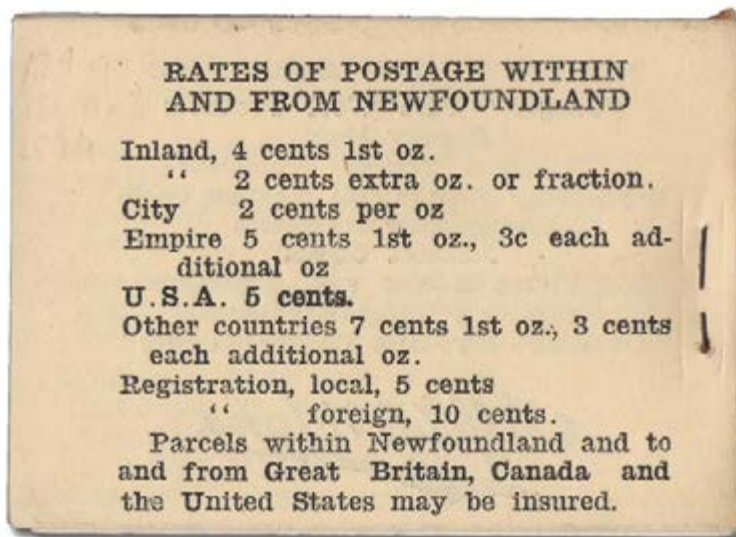 RATES OF POSTAGE WITHIN
AND FROM NEWFOUNDLAND
Inland, 4 cents 1st oz.
“ 2 cents extra oz. or fraction.
City 2 cents per oz
Empire 5 cents 1st oz., 3c each ad-
ditional oz
U.S.A. 5 cents.
Other countries 7 cents 1st oz., 3 cents
each additional oz.
Registration, local, 5 cents
“ foreign, 10 cents.
Parcels within Newfoundland and to
and from Great Britain, Canada and
the United States may be insured.